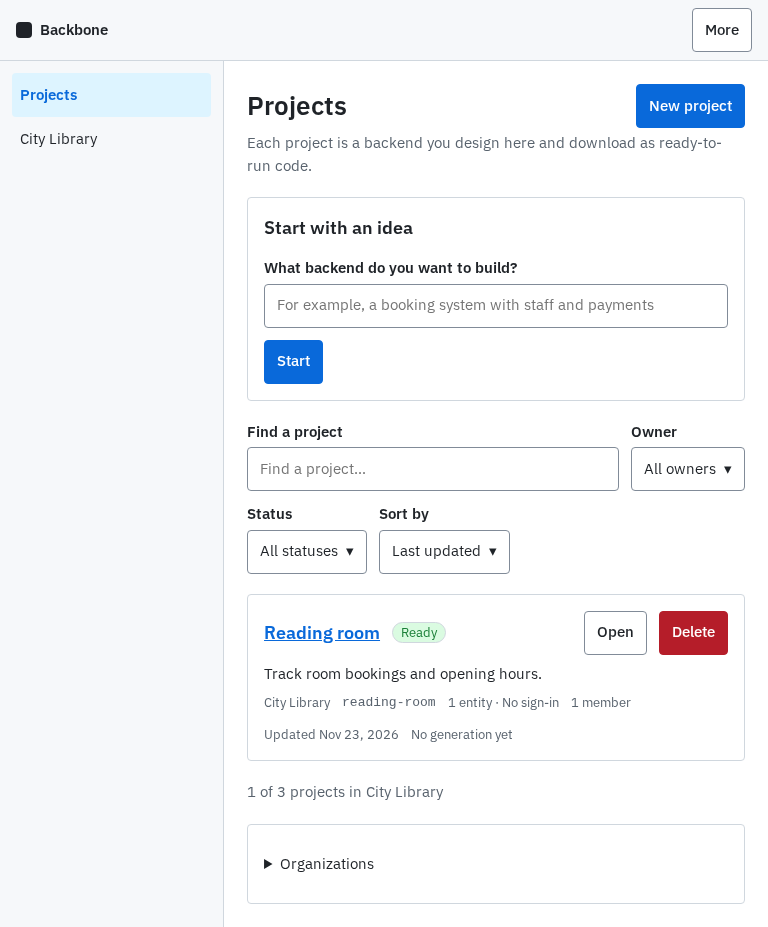 Backbone
More
Projects
City Library
Projects
New project
Each project is a backend you design here and download as ready-to-
run code.
Start with an idea
What backend do you want to build?
For example, a booking system with staff and payments
Start
Find a project
Owner
Find a project...
All owners ▾
Status
Sort by
All statuses ▾
Last updated ▾
Reading room
Ready
Open
Delete
Track room bookings and opening hours.
City Library reading-room 1 entity · No sign-in 1 member
Updated Nov 23, 2026 No generation yet
1 of 3 projects in City Library
▶ Organizations